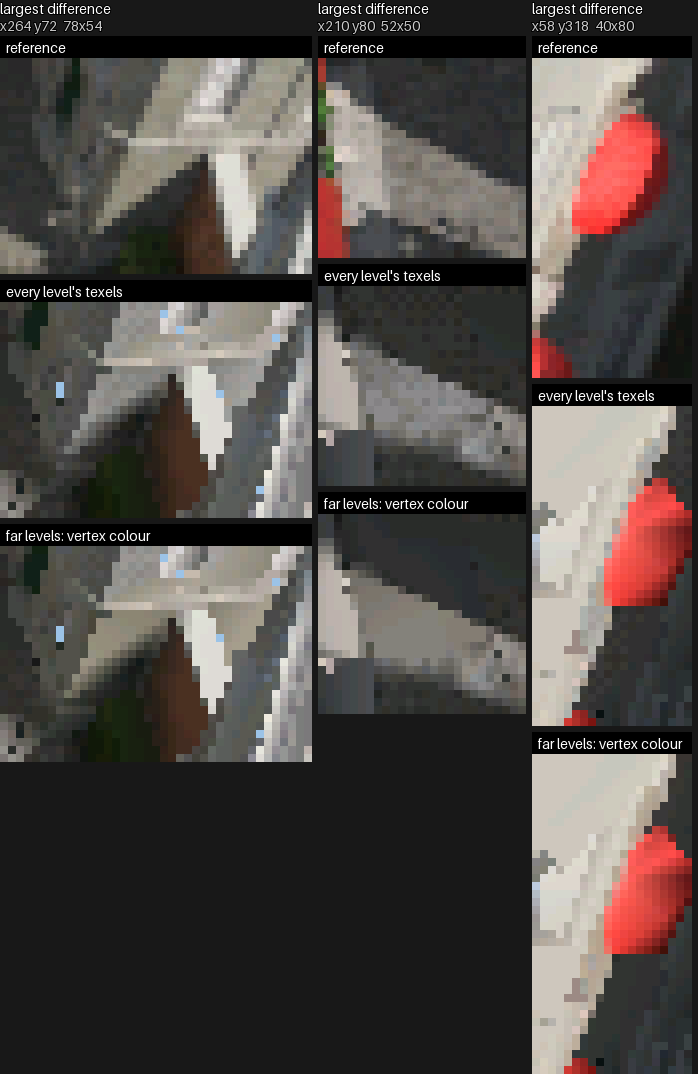 largest difference
x264 y72 78x54
reference
every level's texels
far levels: vertex colour
largest difference
x210 y80 52x50
reference
every level's texels
far levels: vertex colour
largest difference
x58 y318 40x80
reference
every level's texels
far levels: vertex colour